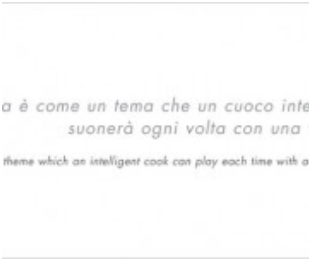 a è come un tema che un cuoco inte
suonerà ogni volta con una
theme which an intelligent cook can play each time with a